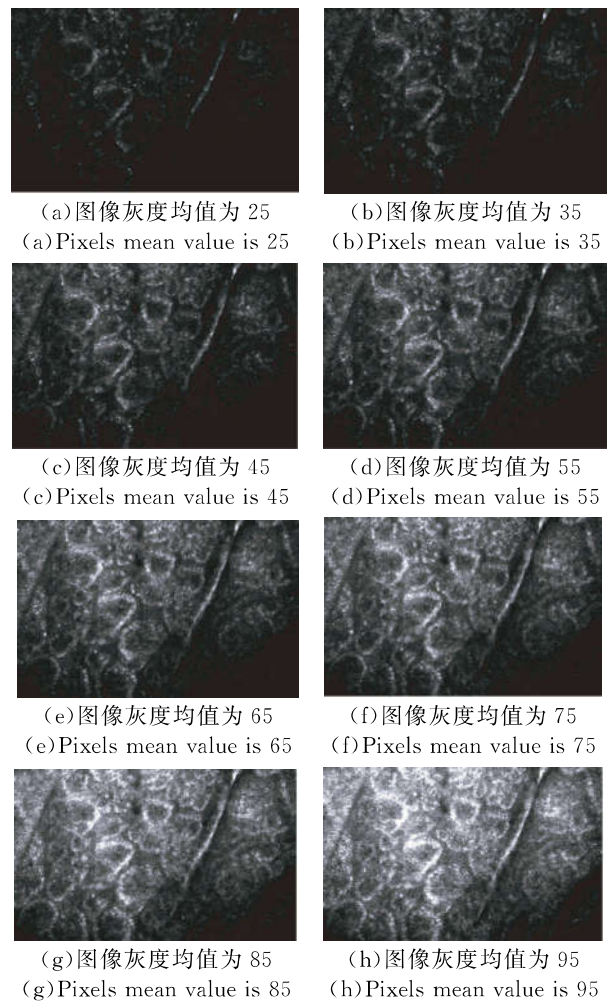 (a)图像灰度均值为 25
(a)Pixels mean value is 25
(b)图像灰度均值为 35
(b)Pixels mean value is 35
(c)图像灰度均值为 45
(c)Pixels mean value is 45
(d)图像灰度均值为 55
(d)Pixels mean value is 55
(e)图像灰度均值为 65
(e)Pixels mean value is 65
(f)图像灰度均值为 75
(f)Pixels mean value is 75
(g)图像灰度均值为 85
(g)Pixels mean value is 85
(h)图像灰度均值为 95
(h)Pixels mean value is 95